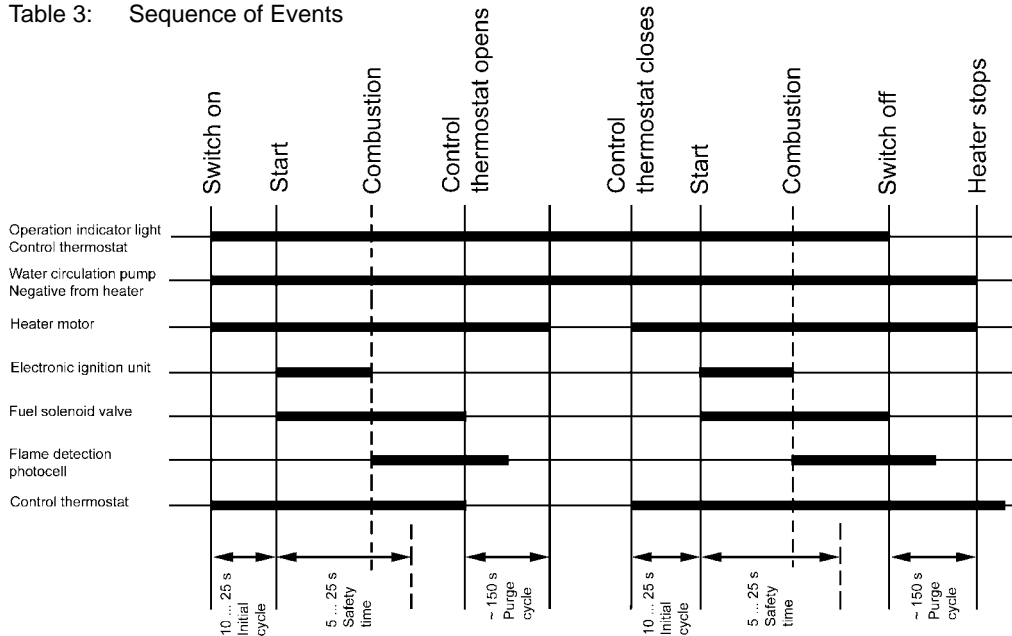 Table 3: Sequence of Events
Switch on
Start
Combustion
Control
thermostat opens
Control
thermostat closes
Start
Combustion
Switch off
Heater stops
Operation indicator light
Control thermostat
Water circulation pump
Negative from heater
Heater motor
Electronic ignition unit
Fuel solenoid valve
Flame detection
photocell
Control thermostat
10 ... 25 s
Initial
cycle
5 ... 25 s
Safety
time
~ 150 s
Purge
cycle
10 ... 25 s
Initial
cycle
5 ... 25 s
Safety
time
~ 150 s
Purge
cycle